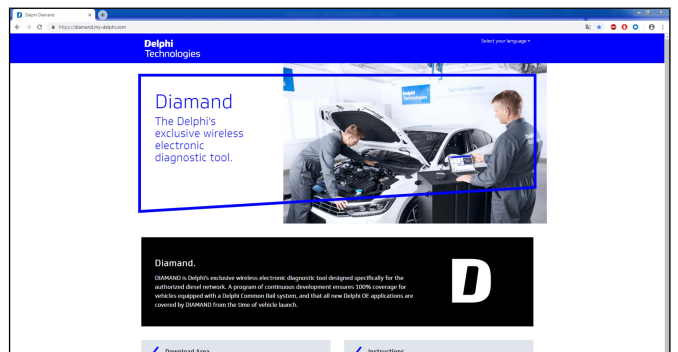 Delphi Diamand
https://diamand.my-delphi.com
Delphi
Technologies
Select your language
Diamand
The Delphi's
exclusive wireless
electronic
diagnostic tool.
Delphi
Technologies
Service Center
Diamand.
DIAMAND is Delphi's exclusive wireless electronic diagnostic tool designed specifically for the
authorized diesel network. A program of continuous development ensures 100% coverage for
vehicles equipped with a Delphi Common Rail system, and that all new Delphi OE applications are
covered by DIAMAND from the time of vehicle launch.
D
Download Area
Instructions